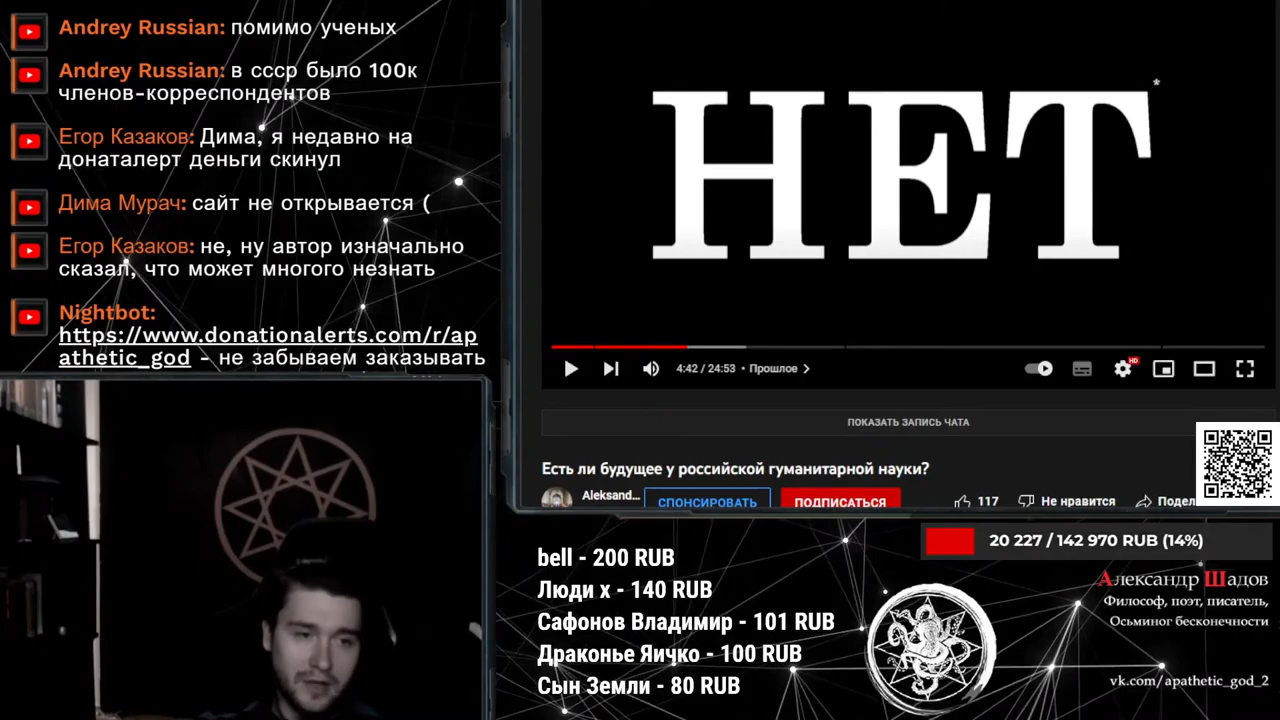 Andrey Russian: помимо ученых
Andrey Russian: в ссср было 100к
членов-корреспондентов
Егор Казаков: Дима, я недавно на
донаталерт деньги скинул
Дима Мурач: сайт не открывается (
Егор Казаков: не, ну автор изначально
сказал, что может многого незнать
Nightbot:
https://www.donationalerts.com/r/ap
athetic_god - не забываем заказывать
НЕТ*
4:42 / 24:53 • Прошлое
HD
ПОКАЗАТЬ ЗАПИСЬ ЧАТА
Есть ли будущее у российской гуманитарной науки?
Aleksand...
СПОНСИРОВАТЬ
ПОДПИСАТЬСЯ
117
Не нравится
Подел
20 227 / 142 970 RUB (14%)
bell - 200 RUB
Люди х - 140 RUB
Сафонов Владимир - 101 RUB
Драконье Яичко - 100 RUB
Сын Земли - 80 RUB
Александр Шадов
Философ, поэт, писатель,
Осьминог бесконечности
vk.com/apathetic_god_2